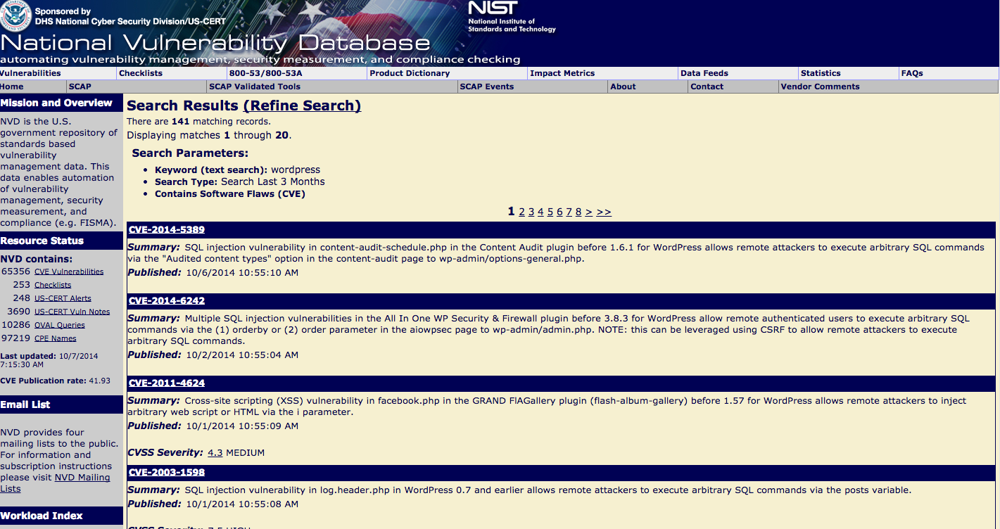 Sponsored by
DHS National Cyber Security Division/US-CERT
NIST
National Institute of
Standards and Technology
National Vulnerability Database
automating vulnerability management, security measurement, and compliance checking
Vulnerabilities Checklists 800-53/800-53A Product Dictionary Impact Metrics Data Feeds Statistics FAQs
Home SCAP SCAP Validated Tools SCAP Events About Contact Vendor Comments
Mission and Overview
NVD is the U.S.
government repository of
standards based
vulnerability
management data. This
data enables automation
of vulnerability
management, security
measurement, and
compliance (e.g. FISMA).
Resource Status
NVD contains:
65356 CVE Vulnerabilities
253 Checklists
248 US-CERT Alerts
3690 US-CERT Vuln Notes
10286 OVAL Queries
97219 CPE Names
Last updated: 10/7/2014
7:15:30 AM
CVE Publication rate: 41.93
Email List
NVD provides four
mailing lists to the public.
For information and
subscription instructions
please visit NVD Mailing
Lists
Workload Index
Search Results (Refine Search)
There are 141 matching records.
Displaying matches 1 through 20.
Search Parameters:
• Keyword (text search): wordpress
• Search Type: Search Last 3 Months
• Contains Software Flaws (CVE)
1 2 3 4 5 6 7 8 > >>
CVE-2014-5389
Summary: SQL injection vulnerability in content-audit-schedule.php in the Content Audit plugin before 1.6.1 for WordPress allows remote attackers to execute arbitrary SQL commands
via the "Audited content types" option in the content-audit page to wp-admin/options-general.php.
Published: 10/6/2014 10:55:10 AM
CVE-2014-6242
Summary: Multiple SQL injection vulnerabilities in the All In One WP Security & Firewall plugin before 3.8.3 for WordPress allow remote authenticated users to execute arbitrary SQL
commands via the (1) orderby or (2) order parameter in the aiowpsec page to wp-admin/admin.php. NOTE: this can be leveraged using CSRF to allow remote attackers to execute
arbitrary SQL commands.
Published: 10/2/2014 10:55:04 AM
CVE-2011-4624
Summary: Cross-site scripting (XSS) vulnerability in facebook.php in the GRAND FlAGallery plugin (flash-album-gallery) before 1.57 for WordPress allows remote attackers to inject
arbitrary web script or HTML via the i parameter.
Published: 10/1/2014 10:55:09 AM
CVSS Severity: 4.3 MEDIUM
CVE-2003-1598
Summary: SQL injection vulnerability in log.header.php in WordPress 0.7 and earlier allows remote attackers to execute arbitrary SQL commands via the posts variable.
Published: 10/1/2014 10:55:08 AM
CVSS Severity: 7.5 HIGH